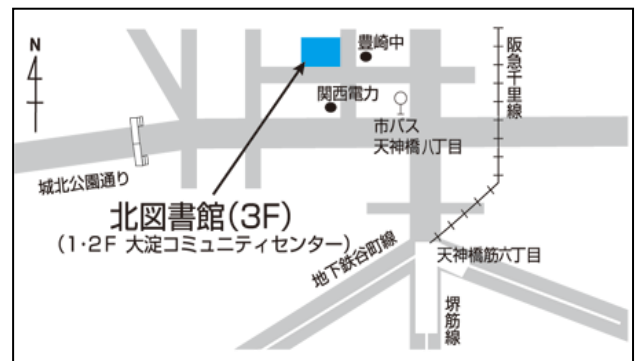 N
豊崎中
阪急千里線
関西電力
市バス
天神橋八丁目
城北公園通り
北図書館(3F)
(1・2F 大淀コミュニティセンター)
地下鉄谷町線
天神橋筋六丁目
堺筋線